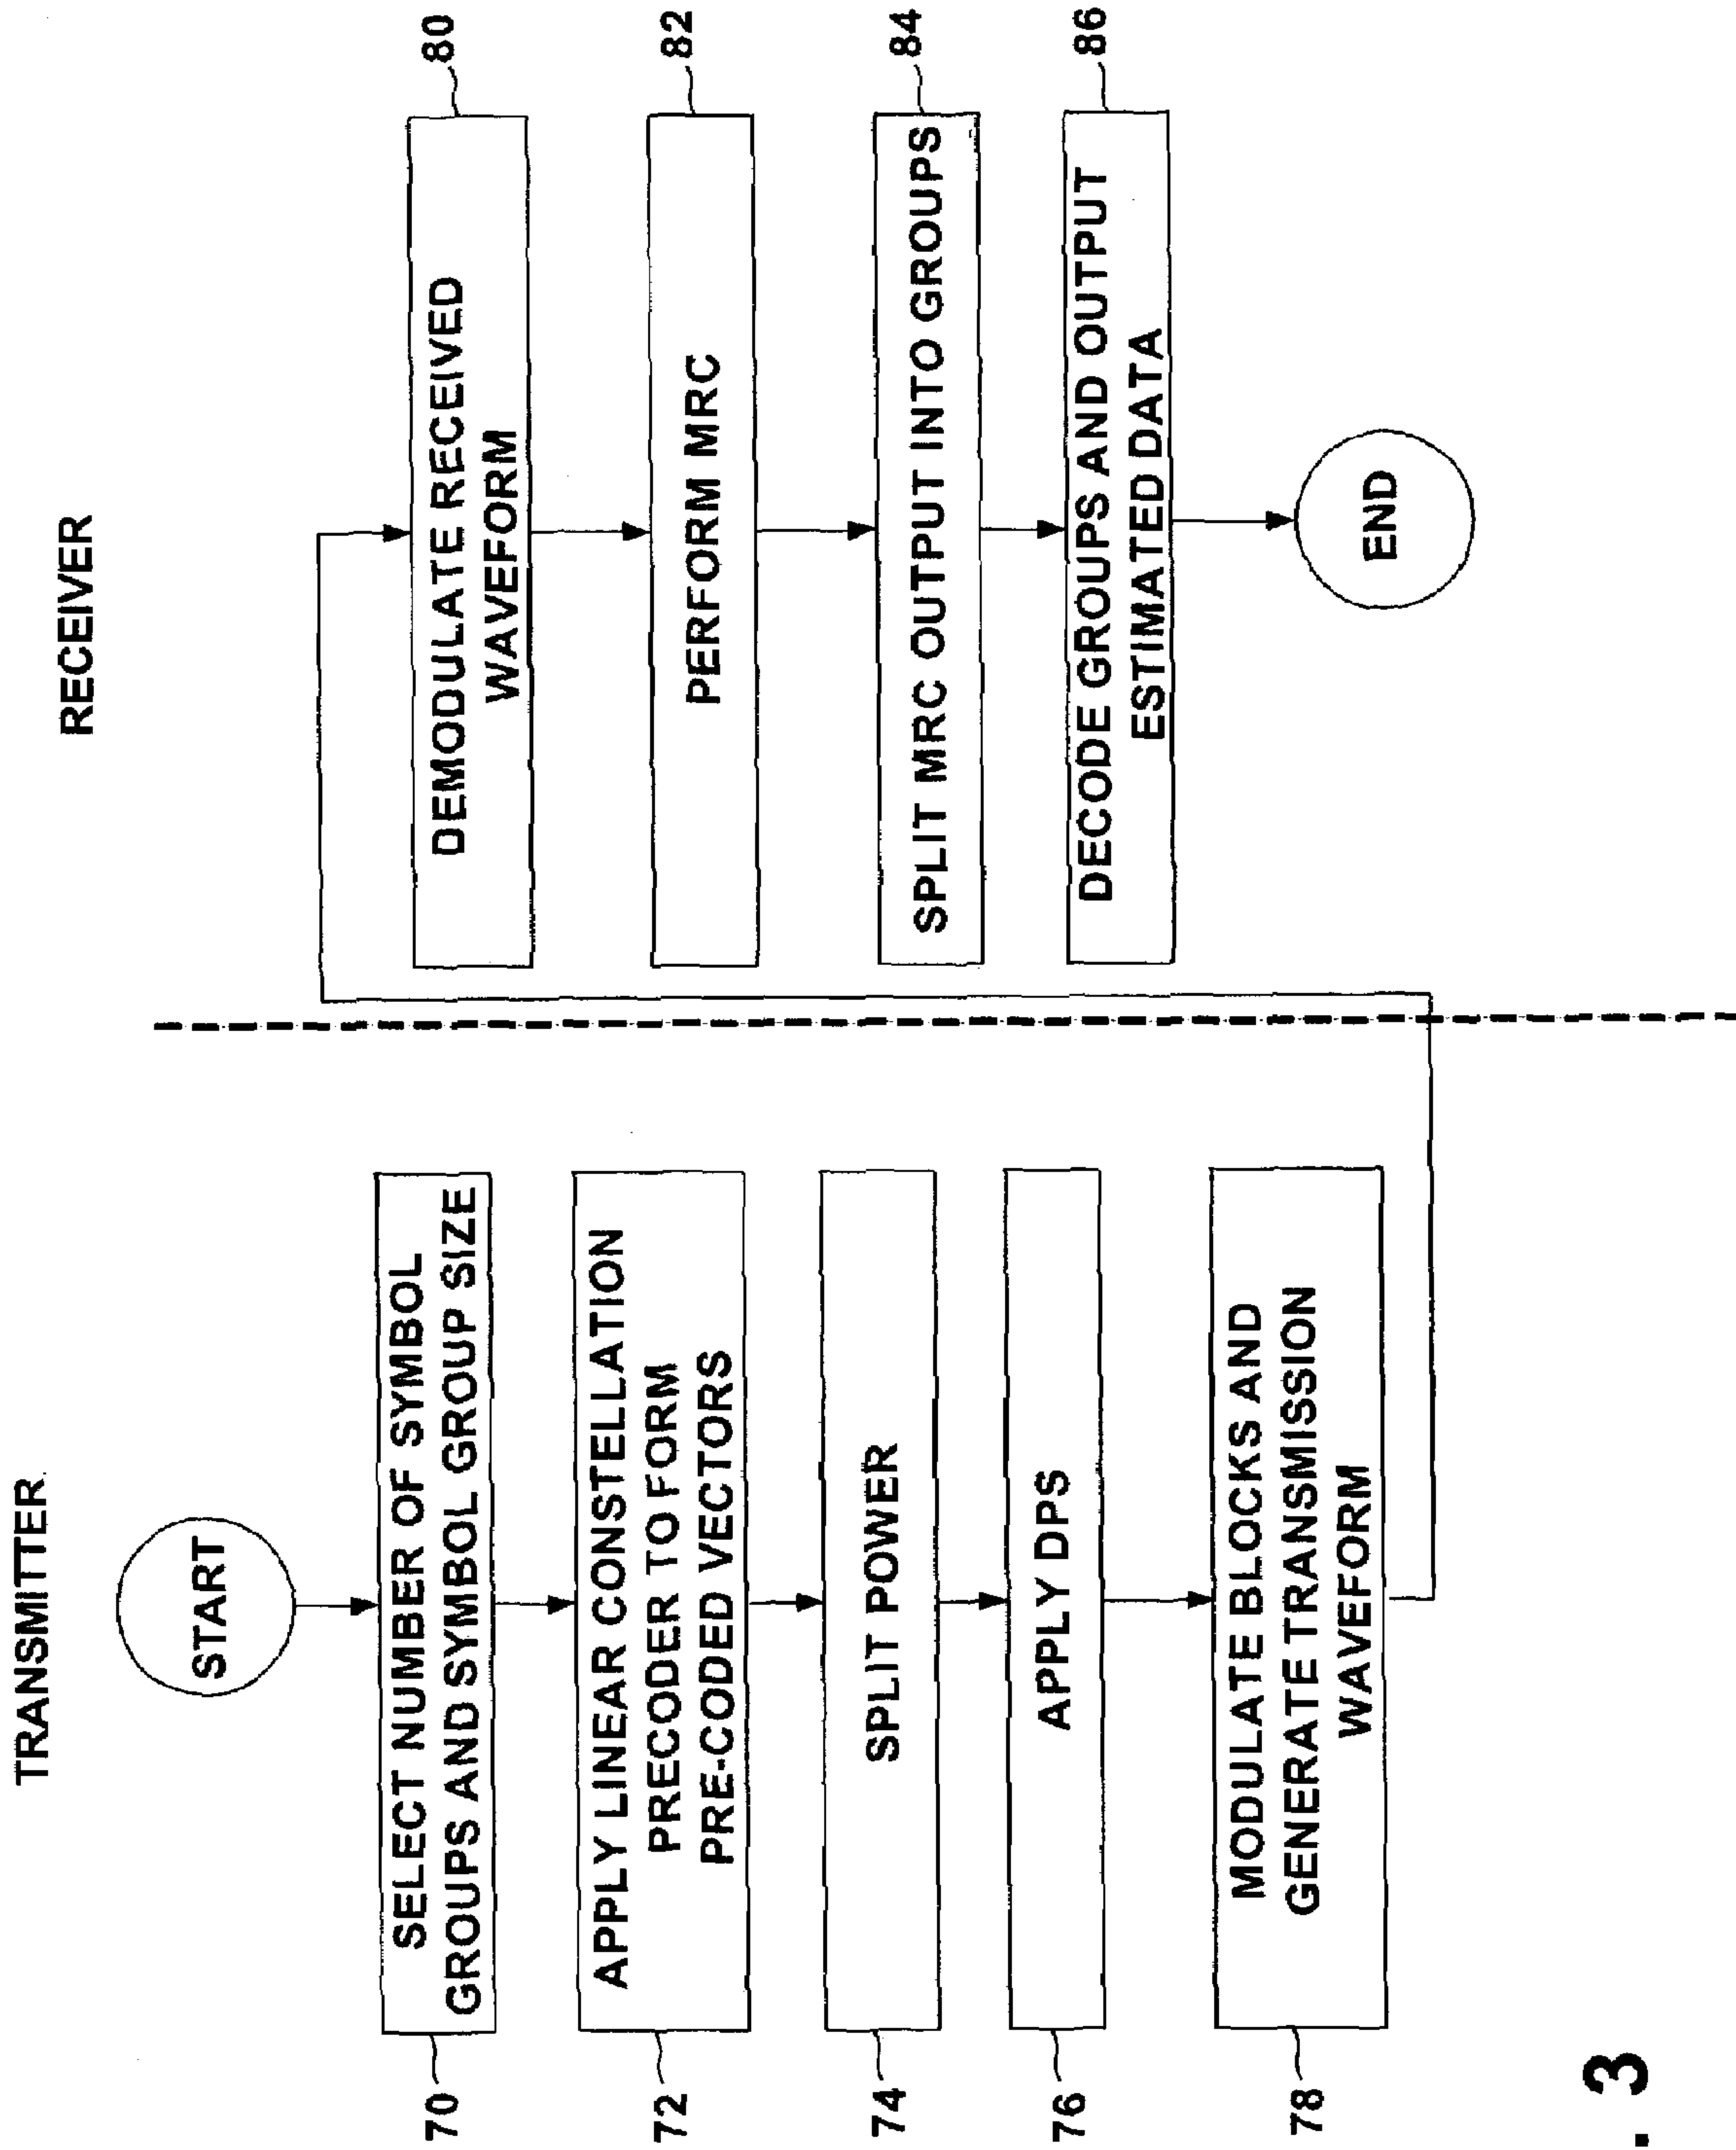 TRANSMITTER
START
SELECT NUMBER OF SYMBOL
GROUPS AND SYMBOL GROUP SIZE
70
APPLY LINEAR CONSTELLATION
PRECODER TO FORM
PRE-CODED VECTORS
72
SPLIT POWER
74
APPLY DPS
76
MODULATE BLOCKS AND
GENERATE TRANSMISSION
WAVEFORM
78
RECEIVER
DEMODULATE RECEIVED
WAVEFORM
80
PERFORM MRC
82
SPLIT MRC OUTPUT INTO GROUPS
84
DECODE GROUPS AND OUTPUT
ESTIMATED DATA
86
END
. 3